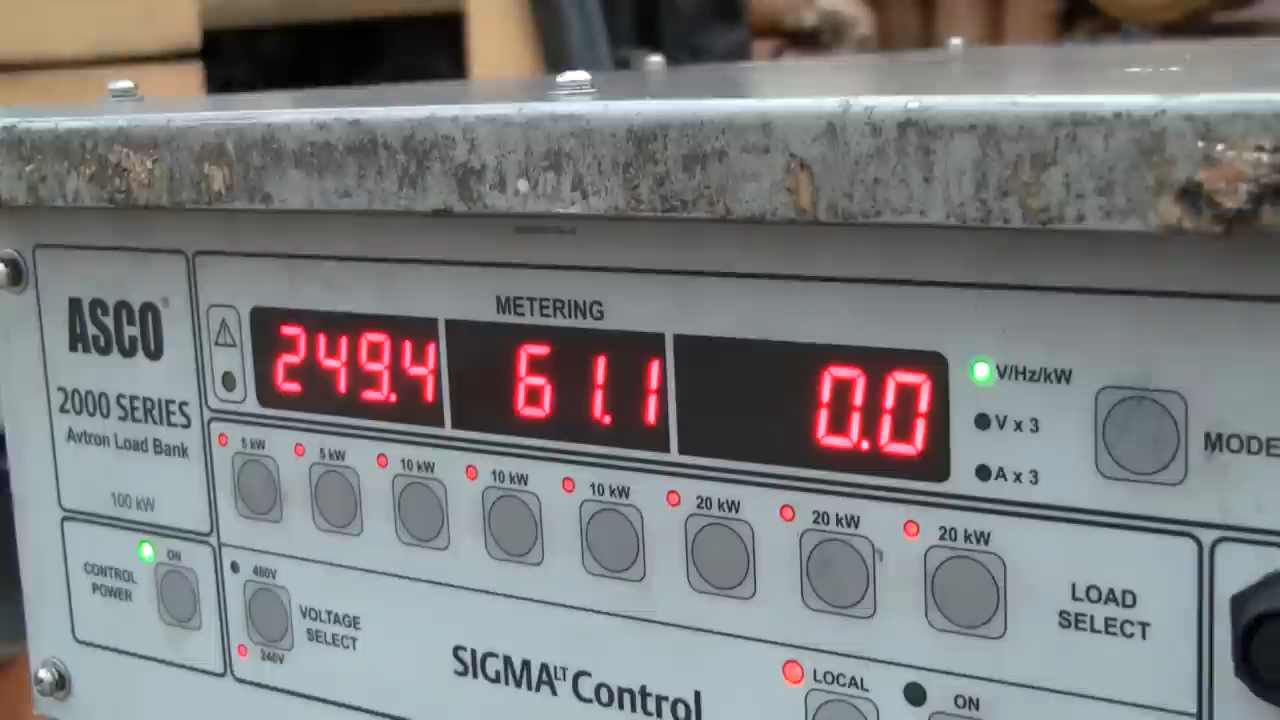 METERING
ASCO®
2000 SERIES
Avtron Load Bank
100 kW
249.4
61.1
0.0
V/Hz/kW
V x 3
A x 3
MODE
5 kW
5 kW
10 kW
10 kW
10 kW
20 kW
20 kW
20 kW
LOAD
SELECT
CONTROL
POWER
ON
480V
VOLTAGE
SELECT
240V
SIGMA LT Control
LOCAL
ON